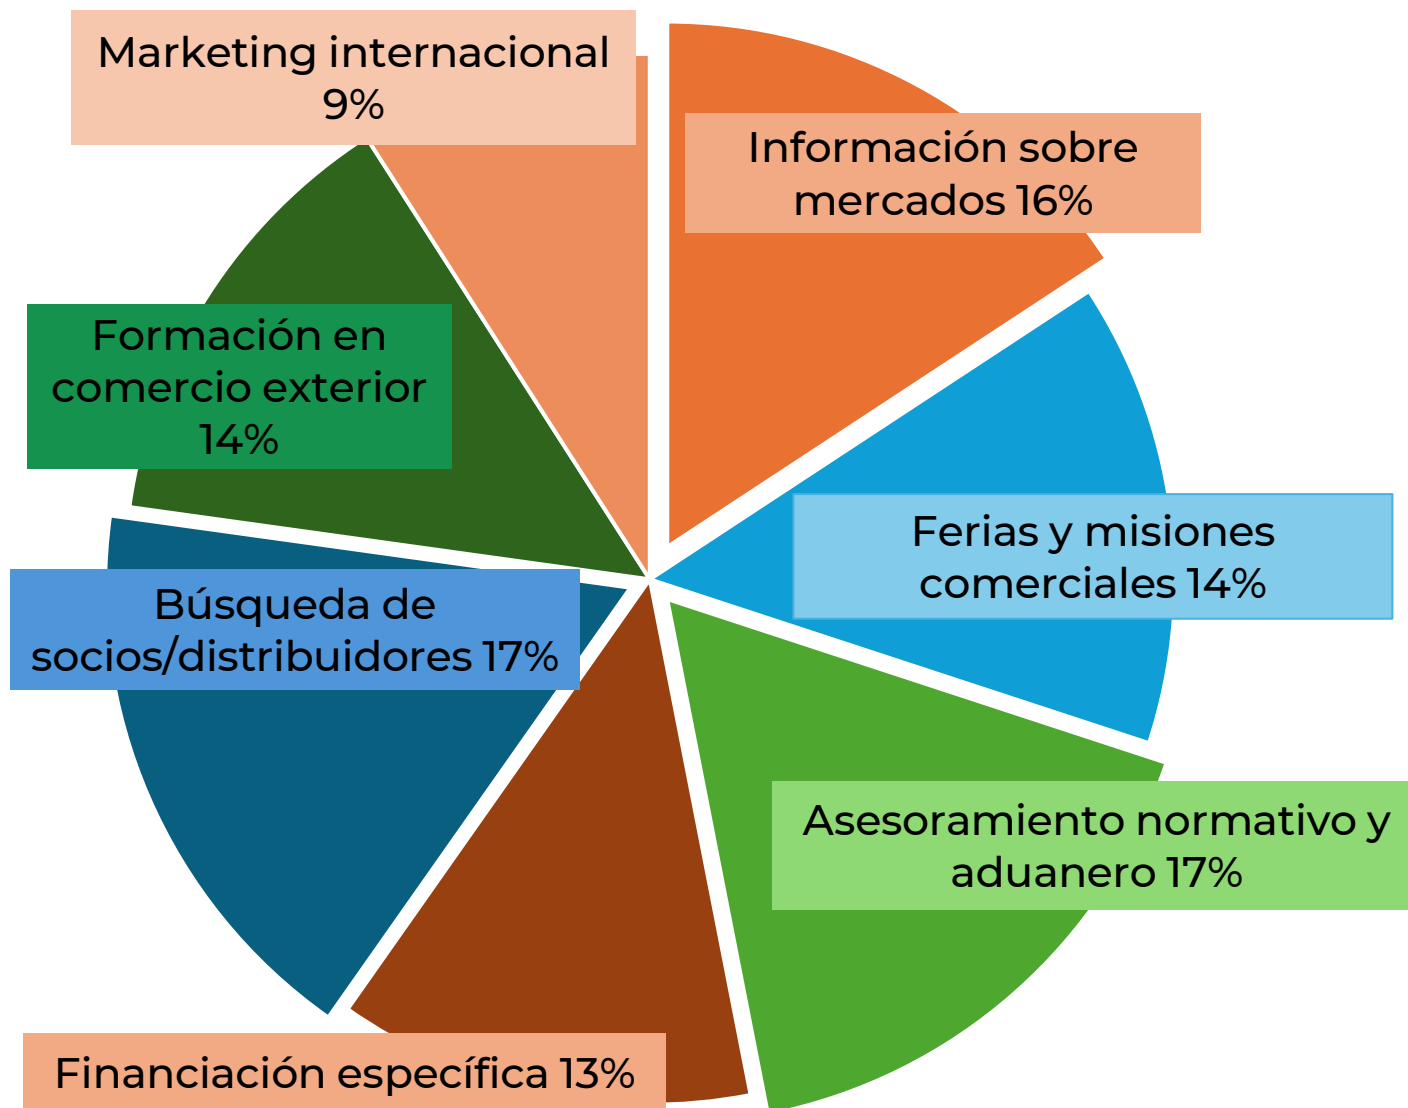 Marketing internacional
9%
Información sobre
mercados 16%
Formación en
comercio exterior
14%
Ferias y misiones
comerciales 14%
Búsqueda de
socios/distribuidores 17%
Asesoramiento normativo y
aduanero 17%
Financiación específica 13%